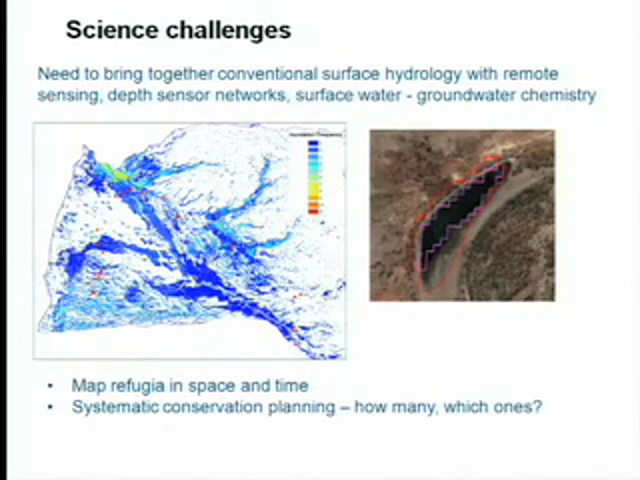 Science challenges
Need to bring together conventional surface hydrology with remote
sensing, depth sensor networks, surface water - groundwater chemistry
• Map refugia in space and time
• Systematic conservation planning – how many, which ones?